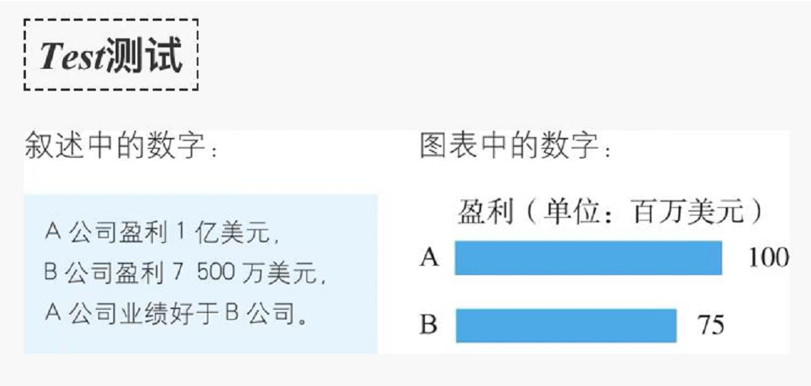 Test测试
叙述中的数字：
A 公司盈利 1 亿美元，
B 公司盈利 7 500 万美元，
A 公司业绩好于 B 公司。
图表中的数字：
盈利（单位：百万美元）
A 100
B 75